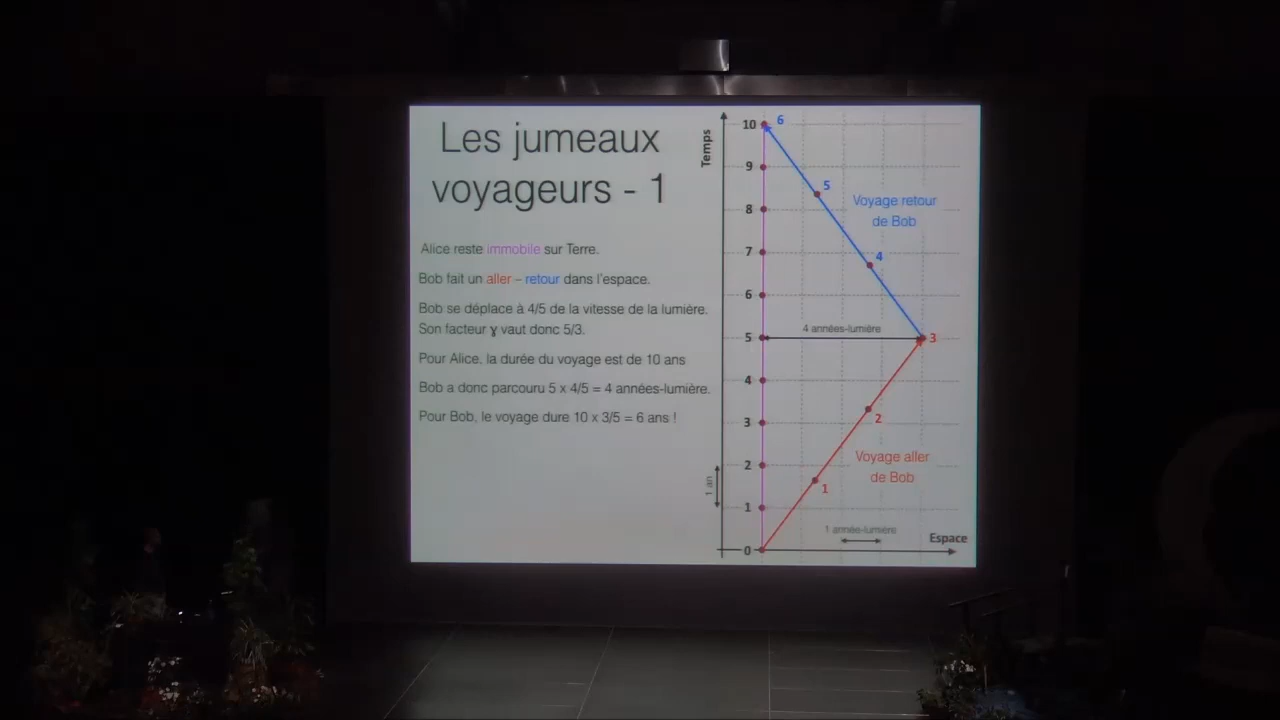 Les jumeaux
voyageurs - 1
Alice reste immobile sur Terre.
Bob fait un aller – retour dans l'espace.
Bob se déplace à 4/5 de la vitesse de la lumière.
Son facteur ɣ vaut donc 5/3.
Pour Alice, la durée du voyage est de 10 ans
Bob a donc parcouru 5 x 4/5 = 4 années-lumière.
Pour Bob, le voyage dure 10 x 3/5 = 6 ans !
Temps
10
9
8
7
6
5
4
3
2
1
0
1 an
6
5
4
3
2
1
Voyage retour
de Bob
4 années-lumière
Voyage aller
de Bob
1 année-lumière
Espace